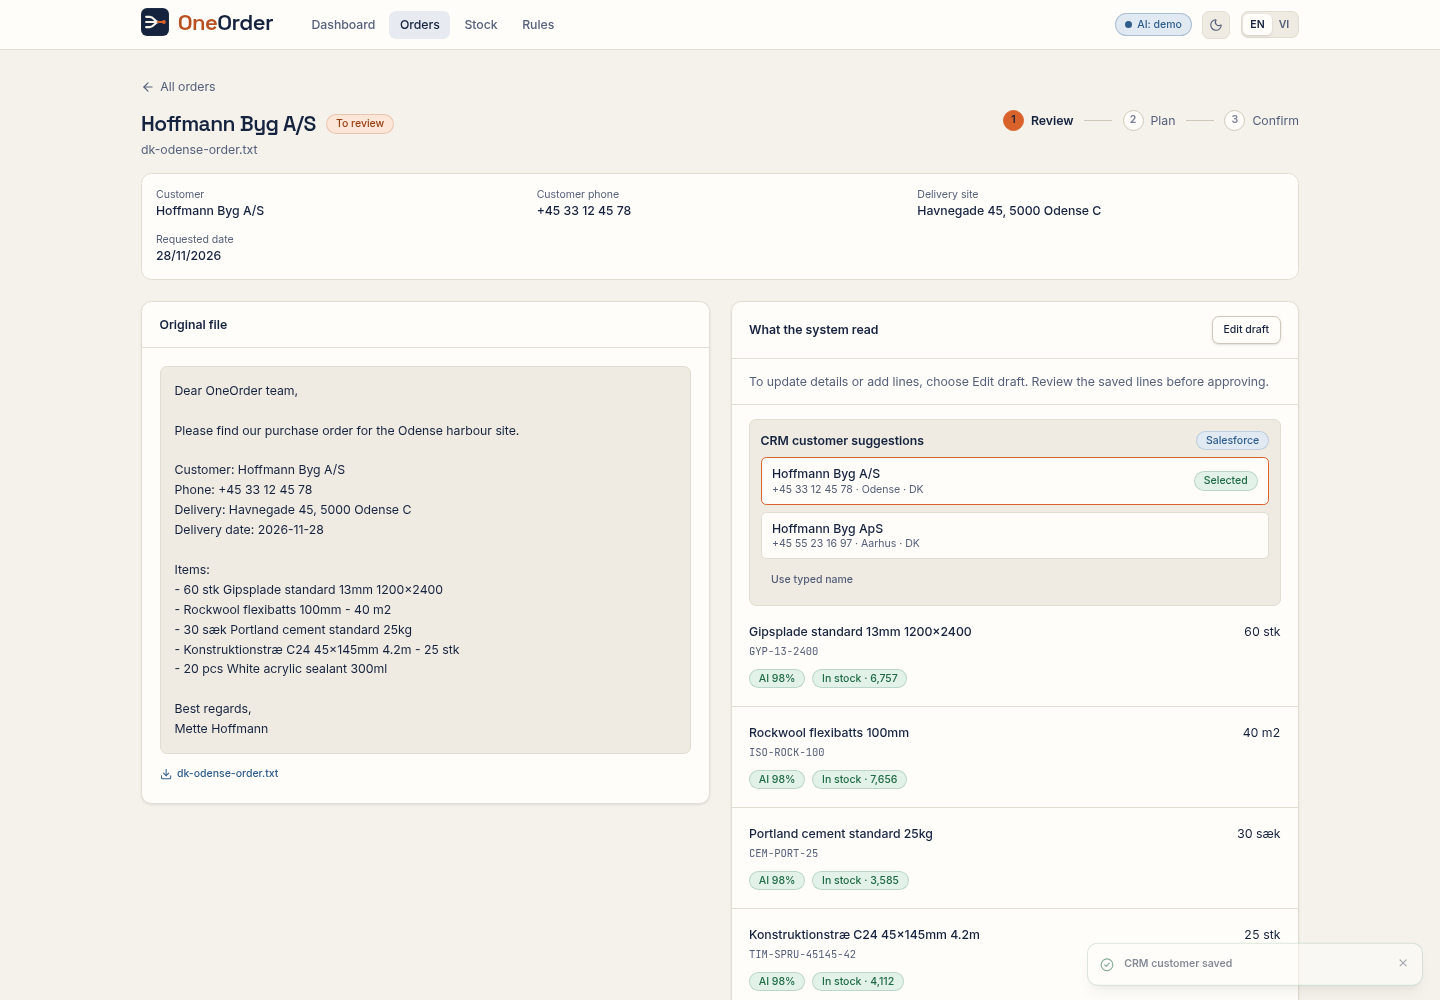 OneOrder
Dashboard
Orders
Stock
Rules
AI: demo
EN
VI
All orders
Hoffmann Byg A/S
To review
dk-odense-order.txt
1 Review
2 Plan
3 Confirm
Customer
Hoffmann Byg A/S
Customer phone
+45 33 12 45 78
Delivery site
Havnegade 45, 5000 Odense C
Requested date
28/11/2026
Original file
Dear OneOrder team,
Please find our purchase order for the Odense harbour site.
Customer: Hoffmann Byg A/S
Phone: +45 33 12 45 78
Delivery: Havnegade 45, 5000 Odense C
Delivery date: 2026-11-28
Items:
- 60 stk Gipsplade standard 13mm 1200×2400
- Rockwool flexibatts 100mm - 40 m2
- 30 sæk Portland cement standard 25kg
- Konstruktionstræ C24 45×145mm 4.2m - 25 stk
- 20 pcs White acrylic sealant 300ml
Best regards,
Mette Hoffmann
dk-odense-order.txt
What the system read
Edit draft
To update details or add lines, choose Edit draft. Review the saved lines before approving.
CRM customer suggestions
Salesforce
Hoffmann Byg A/S
+45 33 12 45 78 · Odense · DK
Selected
Hoffmann Byg ApS
+45 55 23 16 97 · Aarhus · DK
Use typed name
Gipsplade standard 13mm 1200×2400
60 stk
GYP-13-2400
AI 98%
In stock · 6,757
Rockwool flexibatts 100mm
40 m2
ISO-ROCK-100
AI 98%
In stock · 7,656
Portland cement standard 25kg
30 sæk
CEM-PORT-25
AI 98%
In stock · 3,585
Konstruktionstræ C24 45×145mm 4.2m
25 stk
TIM-SPRU-45145-42
AI 98%
In stock · 4,112
CRM customer saved